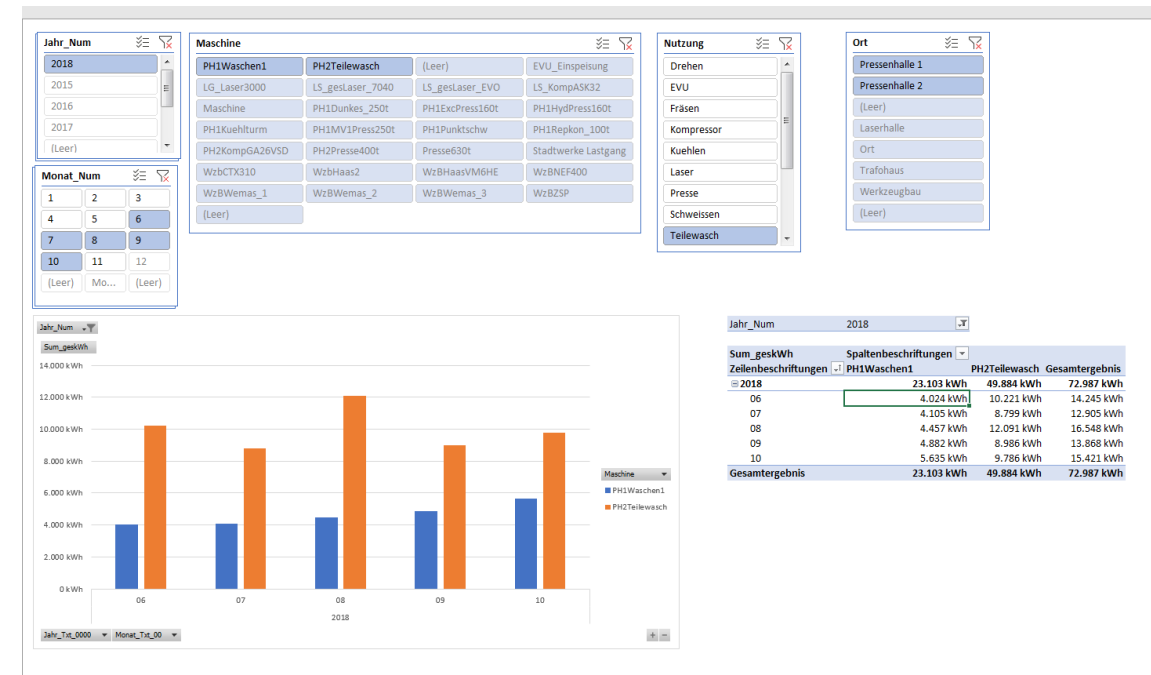 Jahr_Num
2018
2015
2016
2017
(Leer)
Monat_Num
1 2 3
4 5 6
7 8 9
10 11 12
(Leer) Mo... (Leer)
Maschine
PH1Waschen1 PH2Teilewasch (Leer) EVU_Einspeisung
LG_Laser3000 LS_gesLaser_7040 LS_gesLaser_EVO LS_KompASK32
Maschine PH1Dunkes_250t PH1ExcPress160t PH1HydPress160t
PH1Kuehlturm PH1MV1Press250t PH1Punktschw PH1Repkon_100t
PH2KompGA26VSD PH2Presse400t Presse630t Stadtwerke Lastgang
WzbCTX310 WzbHaas2 WzBHaasVM6HE WzBNEF400
WzBWemas_1 WzBWemas_2 WzBWemas_3 WzBZSP
(Leer)
Nutzung
Drehen
EVU
Fräsen
Kompressor
Kuehlen
Laser
Presse
Schweissen
Teilewasch
Ort
Pressenhalle 1
Pressenhalle 2
(Leer)
Laserhalle
Ort
Trafohaus
Werkzeugbau
(Leer)
Jahr_Num
Sum_geskWh
14.000 kWh
12.000 kWh
10.000 kWh
8.000 kWh
6.000 kWh
4.000 kWh
2.000 kWh
0 kWh
06 07 08 09 10
2018
Maschine
PH1Waschen1
PH2Teilewasch
Jahr_Txt_0000 Monat_Txt_00
+ −
Jahr_Num 2018
Sum_geskWh Spaltenbeschriftungen
Zeilenbeschriftungen PH1Waschen1 PH2Teilewasch Gesamtergebnis
2018 23.103 kWh 49.884 kWh 72.987 kWh
06 4.024 kWh 10.221 kWh 14.245 kWh
07 4.105 kWh 8.799 kWh 12.905 kWh
08 4.457 kWh 12.091 kWh 16.548 kWh
09 4.882 kWh 8.986 kWh 13.868 kWh
10 5.635 kWh 9.786 kWh 15.421 kWh
Gesamtergebnis 23.103 kWh 49.884 kWh 72.987 kWh